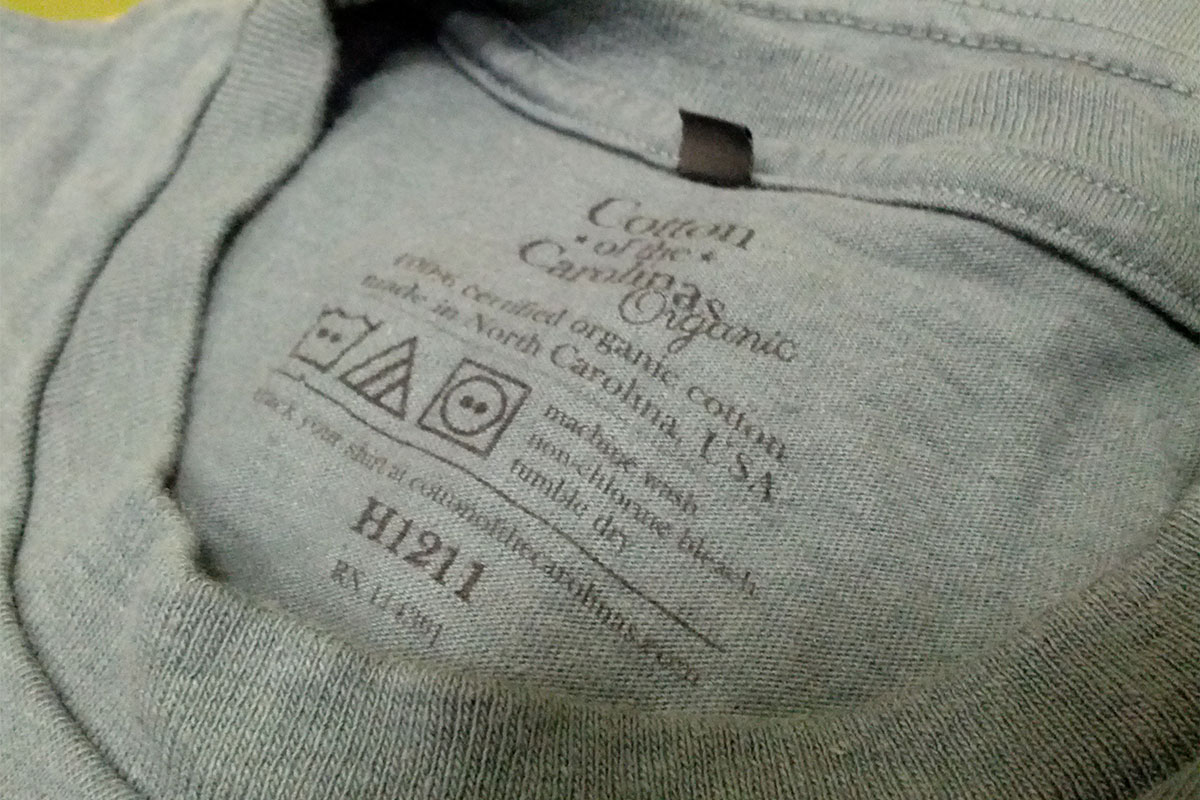 Cotton
of the
Carolinas
Organic
100% certified organic cotton
made in North Carolina, USA
machine wash
non-chlorine bleach
tumble dry
track your shirt at cottonofthecarolinas.com
H1211
RN